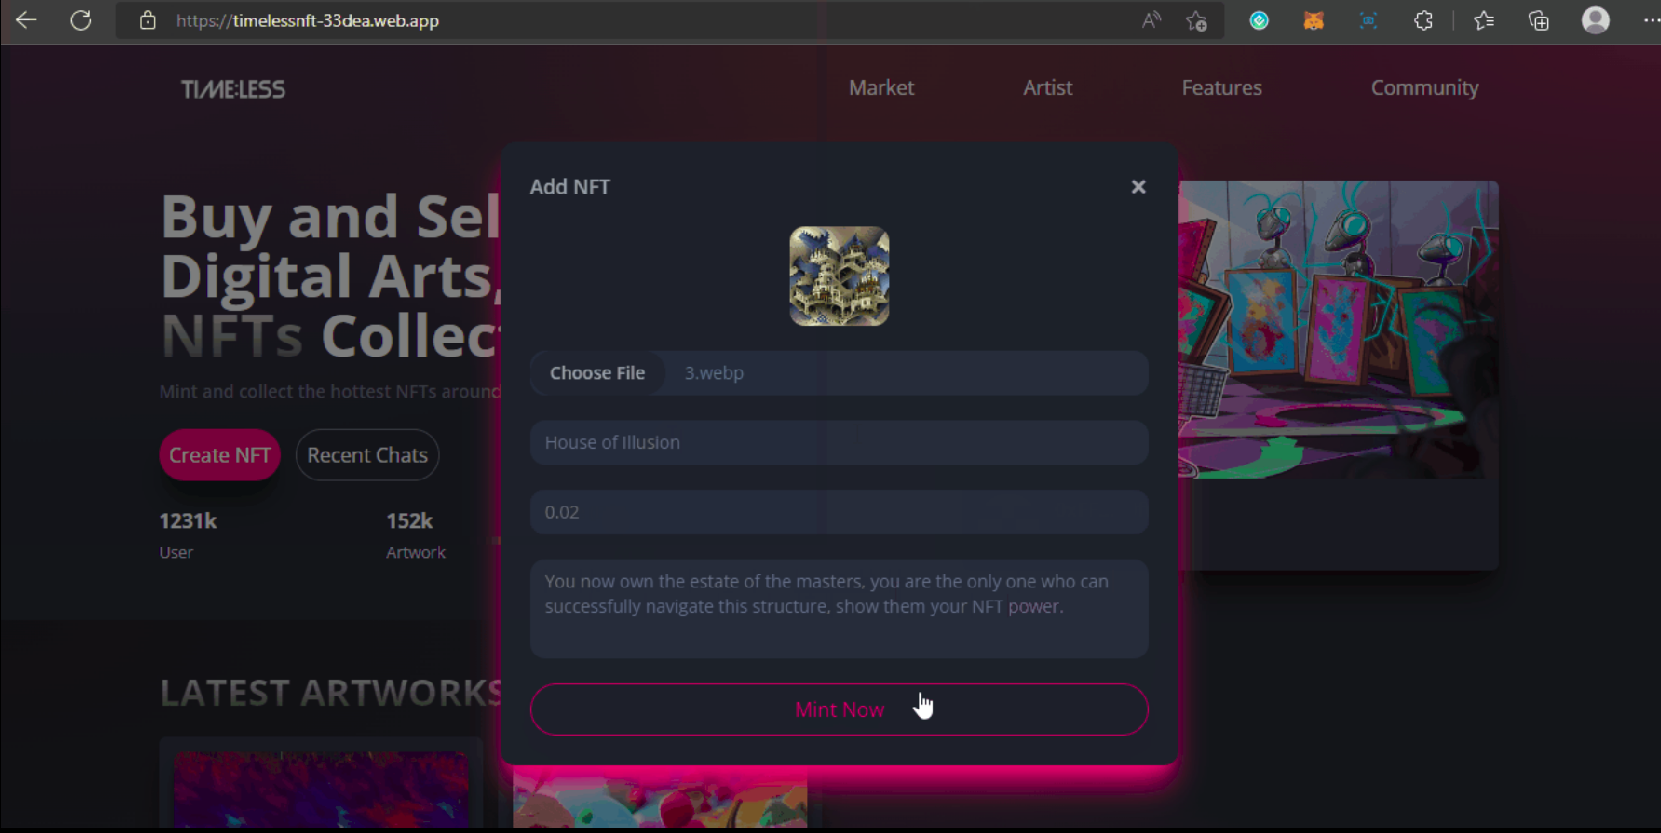 https://timelessnft-33dea.web.app
TIME:LESS
Market
Artist
Features
Community
Buy and Sel
Digital Arts,
NFTs Collec
Mint and collect the hottest NFTs around
Create NFT
Recent Chats
1231k
User
152k
Artwork
LATEST ARTWORKS
Add NFT
Choose File
3.webp
House of Illusion
0.02
You now own the estate of the masters, you are the only one who can
successfully navigate this structure, show them your NFT power.
Mint Now